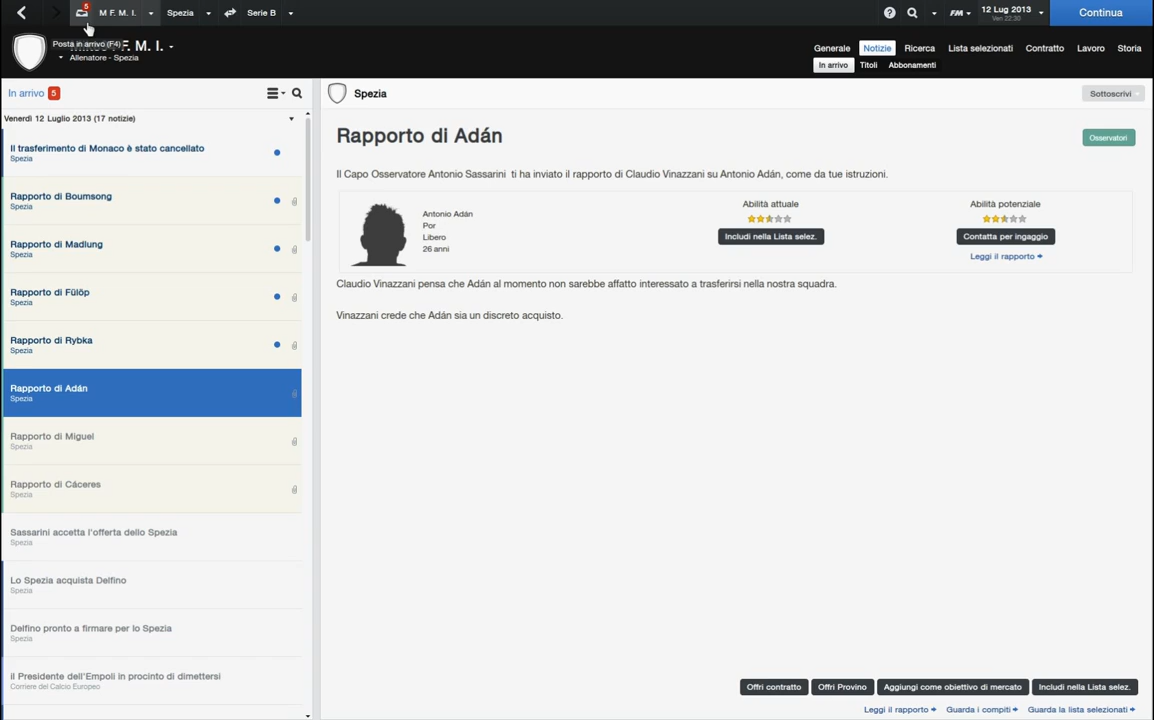 5
M F. M. I.
Spezia
Serie B
FM
12 Lug 2013
Ven 22:30
Continua
Posta in arrivo (F4)
F. M. I.
Allenatore - Spezia
Generale
Notizie
Ricerca
Lista selezionati
Contratto
Lavoro
Storia
In arrivo
Titoli
Abbonamenti
In arrivo 5
Venerdì 12 Luglio 2013 (17 notizie)
Il trasferimento di Monaco è stato cancellato
Spezia
Rapporto di Boumsong
Spezia
Rapporto di Madlung
Spezia
Rapporto di Fülöp
Spezia
Rapporto di Rybka
Spezia
Rapporto di Adán
Spezia
Rapporto di Miguel
Spezia
Rapporto di Cáceres
Spezia
Sassarini accetta l'offerta dello Spezia
Spezia
Lo Spezia acquista Delfino
Spezia
Delfino pronto a firmare per lo Spezia
Spezia
il Presidente dell'Empoli in procinto di dimettersi
Corriere del Calcio Europeo
Spezia
Sottoscrivi
Rapporto di Adán
Osservatori
Il Capo Osservatore Antonio Sassarini ti ha inviato il rapporto di Claudio Vinazzani su Antonio Adán, come da tue istruzioni.
Antonio Adán
Por
Libero
26 anni
Abilità attuale
Includi nella Lista selez.
Abilità potenziale
Contatta per ingaggio
Leggi il rapporto
Claudio Vinazzani pensa che Adán al momento non sarebbe affatto interessato a trasferirsi nella nostra squadra.
Vinazzani crede che Adán sia un discreto acquisto.
Offri contratto
Offri Provino
Aggiungi come obiettivo di mercato
Includi nella Lista selez.
Leggi il rapporto
Guarda i compiti
Guarda la lista selezionati